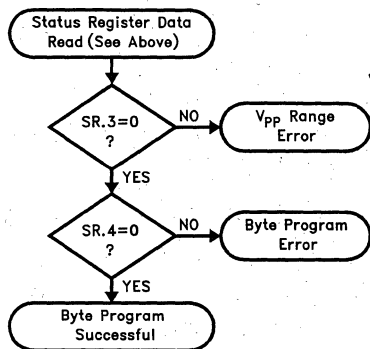 Status Register Data
Read (See Above)
SR.3=0
?
NO
VPP Range
Error
YES
SR.4=0
?
NO
Byte Program
Error
YES
Byte Program
Successful